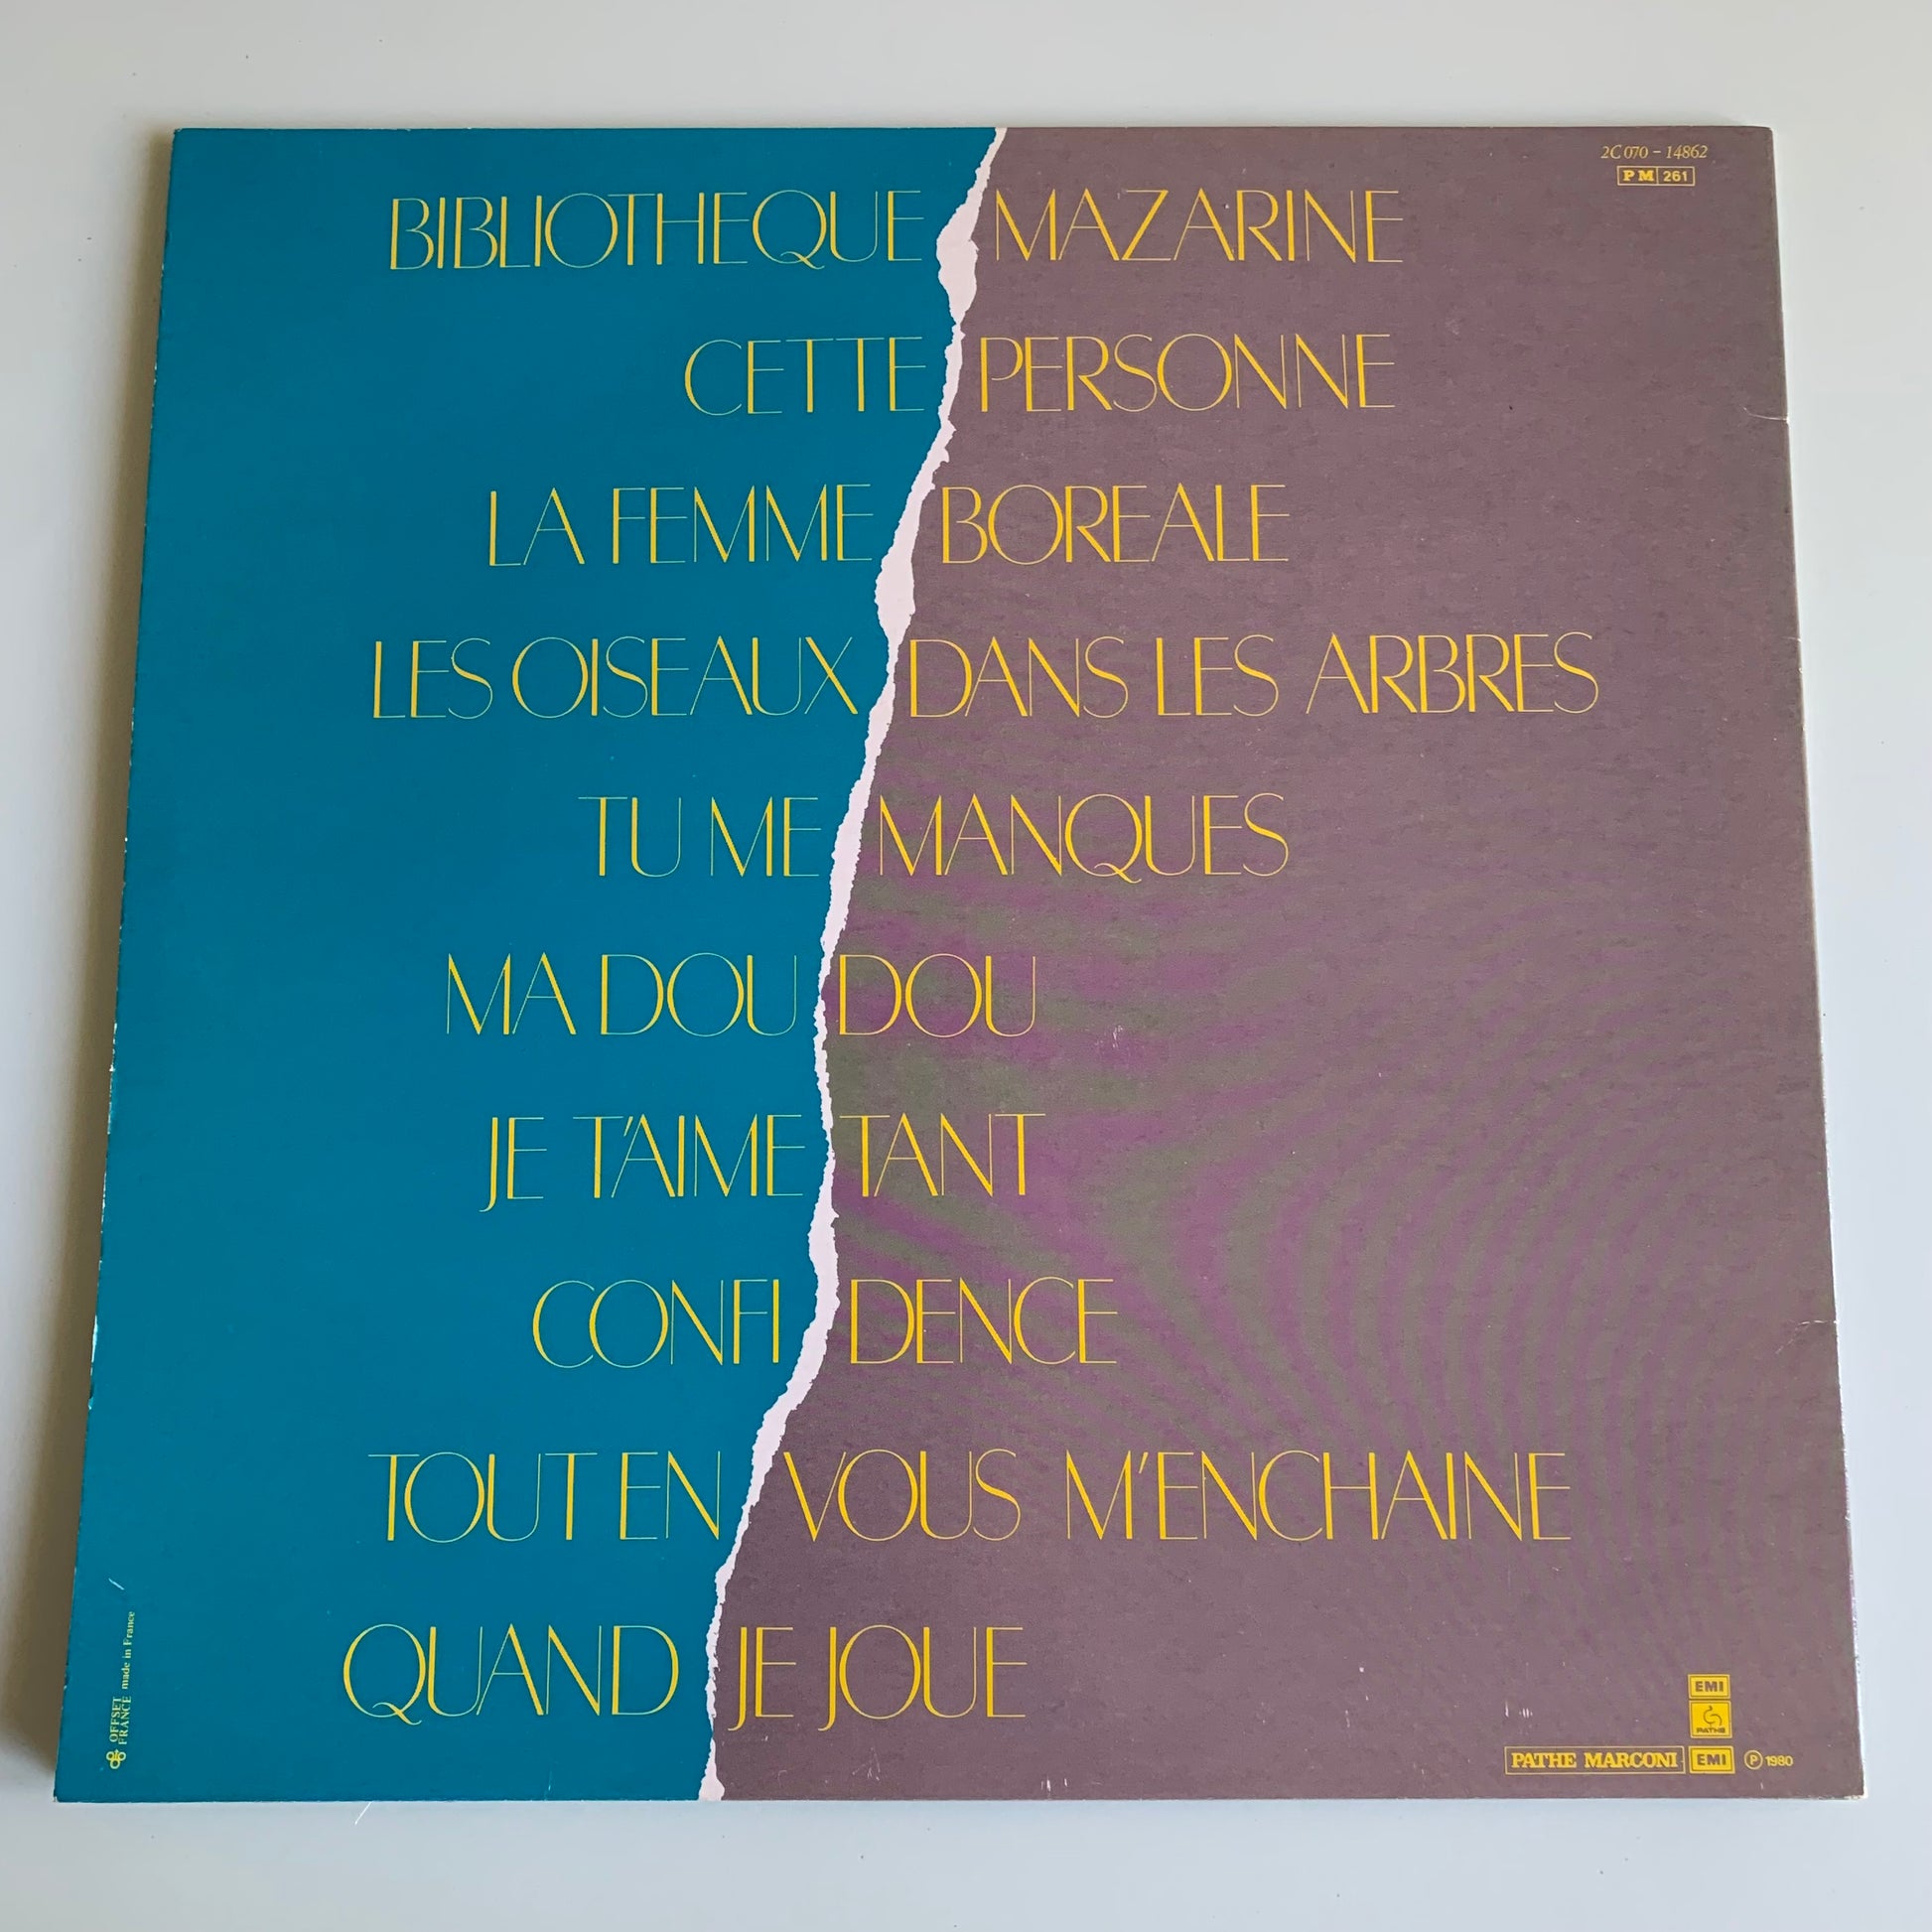 2C 070 - 14862
PM 261
BIBLIOTHEQUE MAZARINE
CETTE PERSONNE
LA FEMME BOREALE
LES OISEAUX DANS LES ARBRES
TU ME MANQUES
MA DOU DOU
JE T'AIME TANT
CONFI DENCE
TOUT EN VOUS M'ENCHAINE
QUAND JE JOUE
OFFSET
FRANCE made in France
EMI
PATHE
PATHE MARCONI EMI ℗ 1980